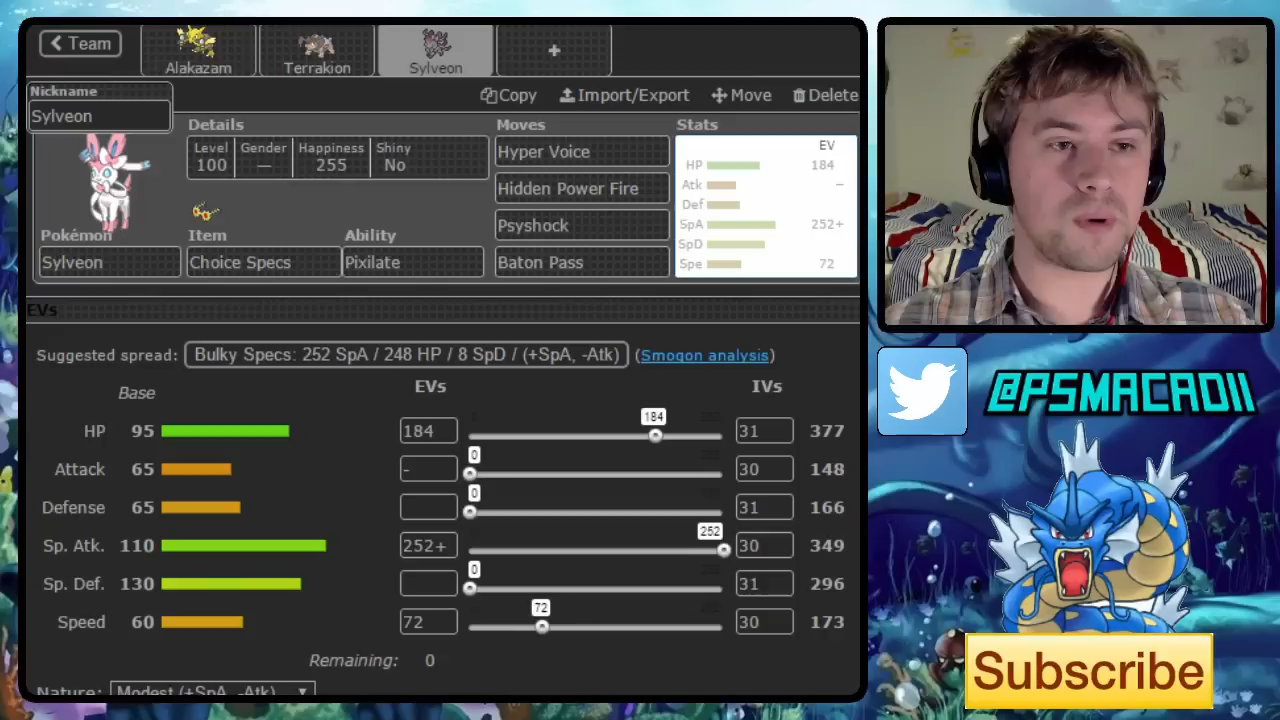 Team
Alakazam
Terrakion
Sylveon
+
Copy
Import/Export
Move
Delete
Nickname
Sylveon
Details
Level
100
Gender
—
Happiness
255
Shiny
No
Moves
Hyper Voice
Hidden Power Fire
Psyshock
Baton Pass
Stats
EV
HP 184
Atk –
Def
SpA 252+
SpD
Spe 72
Pokémon
Sylveon
Item
Choice Specs
Ability
Pixilate
EVs
Suggested spread: Bulky Specs: 252 SpA / 248 HP / 8 SpD / (+SpA, -Atk) (Smogon analysis)
Base EVs IVs
HP 95 184 184 31 377
Attack 65 - 0 30 148
Defense 65 0 31 166
Sp. Atk. 110 252+ 252 30 349
Sp. Def. 130 0 31 296
Speed 60 72 72 30 173
Remaining: 0
Nature: Modest (+SpA, -Atk)
@PSMACADII
Subscribe